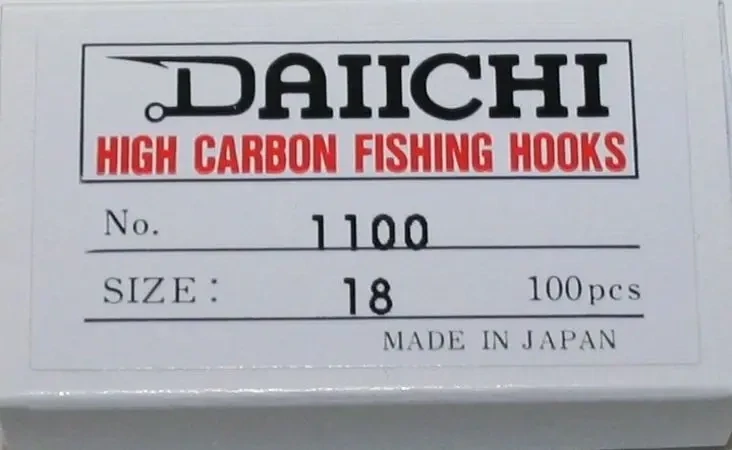 DAIICHI
HIGH CARBON FISHING HOOKS
No. 1100
SIZE: 18 100pcs
MADE IN JAPAN